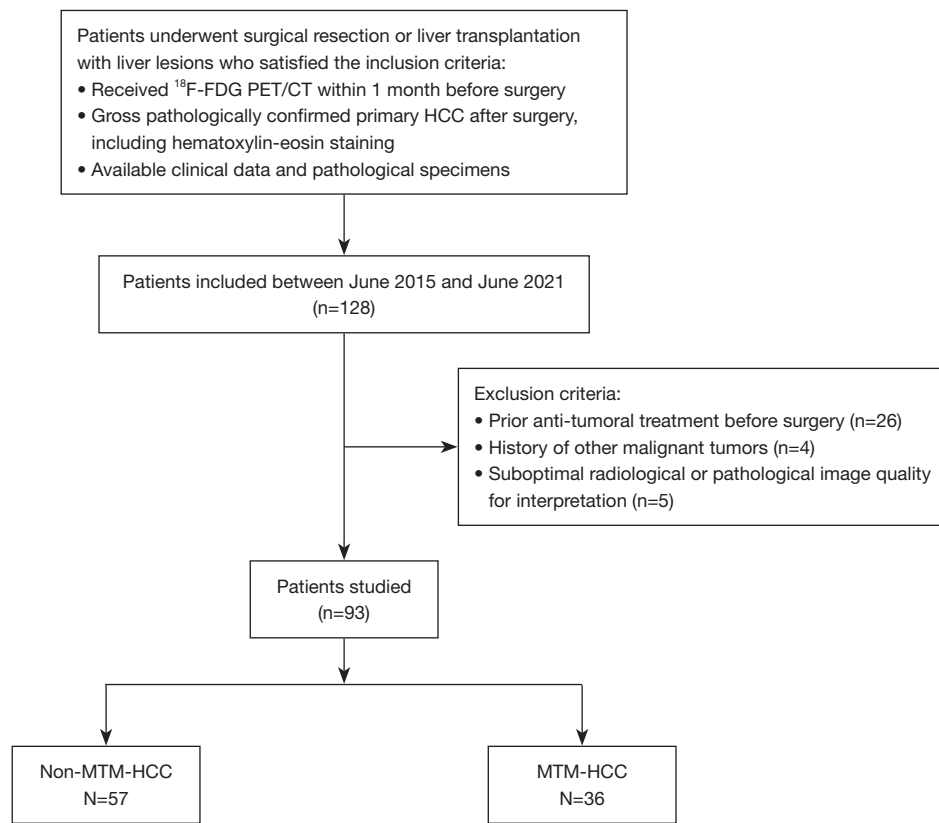 Patients underwent surgical resection or liver transplantation
with liver lesions who satisfied the inclusion criteria:
• Received ¹⁸F-FDG PET/CT within 1 month before surgery
• Gross pathologically confirmed primary HCC after surgery,
including hematoxylin-eosin staining
• Available clinical data and pathological specimens
Patients included between June 2015 and June 2021
(n=128)
Exclusion criteria:
• Prior anti-tumoral treatment before surgery (n=26)
• History of other malignant tumors (n=4)
• Suboptimal radiological or pathological image quality
for interpretation (n=5)
Patients studied
(n=93)
Non-MTM-HCC
N=57
MTM-HCC
N=36